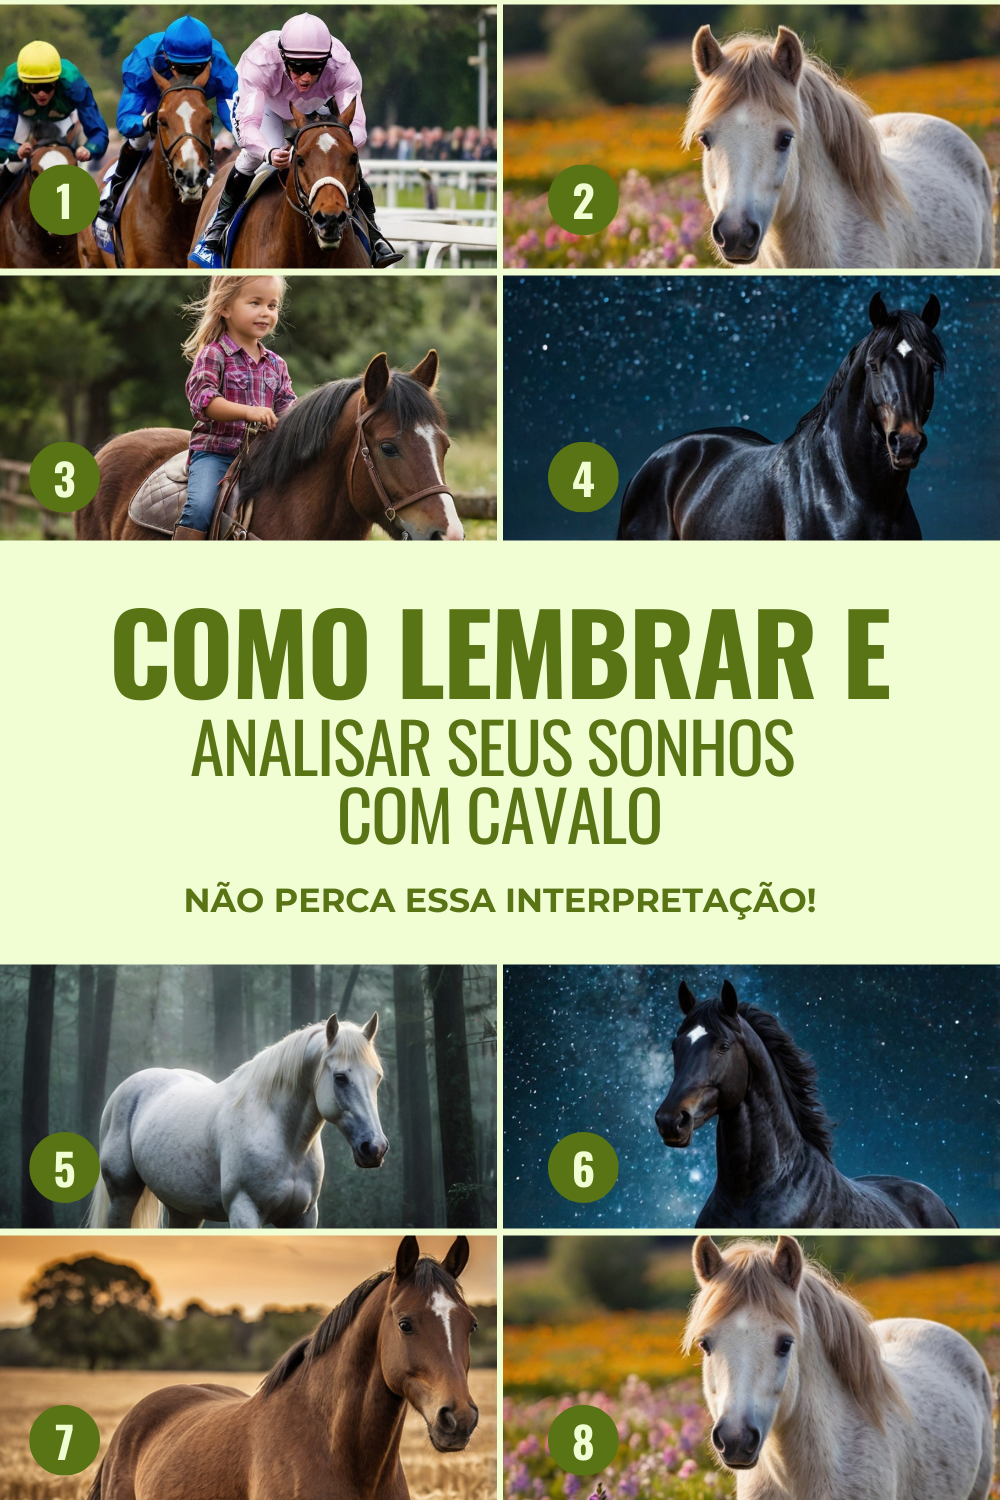 1
2
3
4
COMO LEMBRAR E
ANALISAR SEUS SONHOS
COM CAVALO
NÃO PERCA ESSA INTERPRETAÇÃO!
5
6
7
8